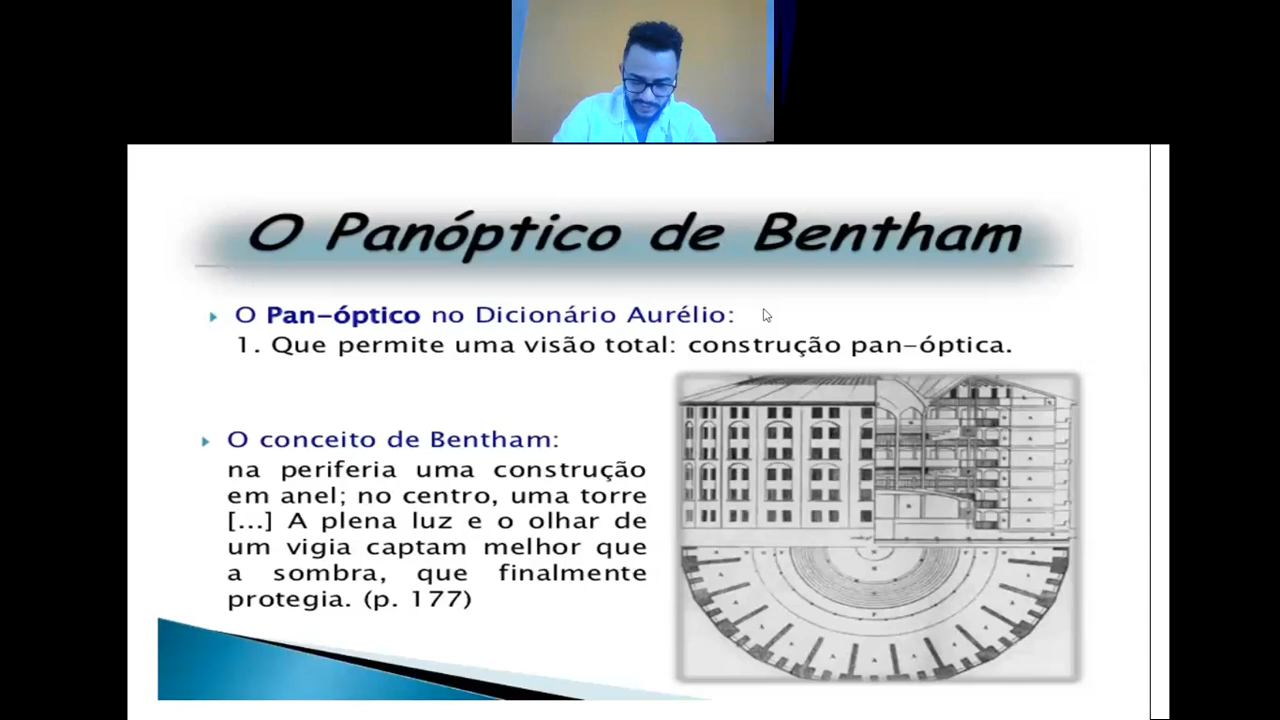 O Panóptico de Bentham
O Pan-óptico no Dicionário Aurélio:
1. Que permite uma visão total: construção pan-óptica.
O conceito de Bentham:
na periferia uma construção
em anel; no centro, uma torre
[...] A plena luz e o olhar de
um vigia captam melhor que
a sombra, que finalmente
protegia. (p. 177)